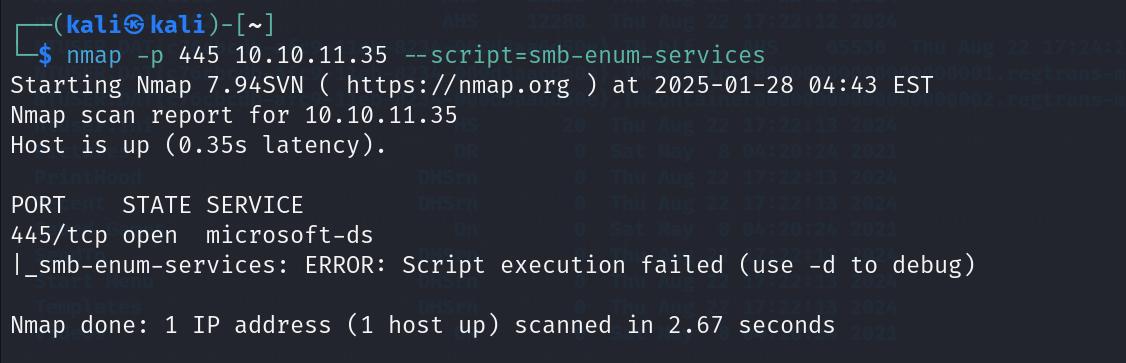 ┌──(kali㉿kali)-[~]
└─$ nmap -p 445 10.10.11.35 --script=smb-enum-services
Starting Nmap 7.94SVN ( https://nmap.org ) at 2025-01-28 04:43 EST
Nmap scan report for 10.10.11.35
Host is up (0.35s latency).
PORT    STATE SERVICE
445/tcp open  microsoft-ds
|_smb-enum-services: ERROR: Script execution failed (use -d to debug)
Nmap done: 1 IP address (1 host up) scanned in 2.67 seconds